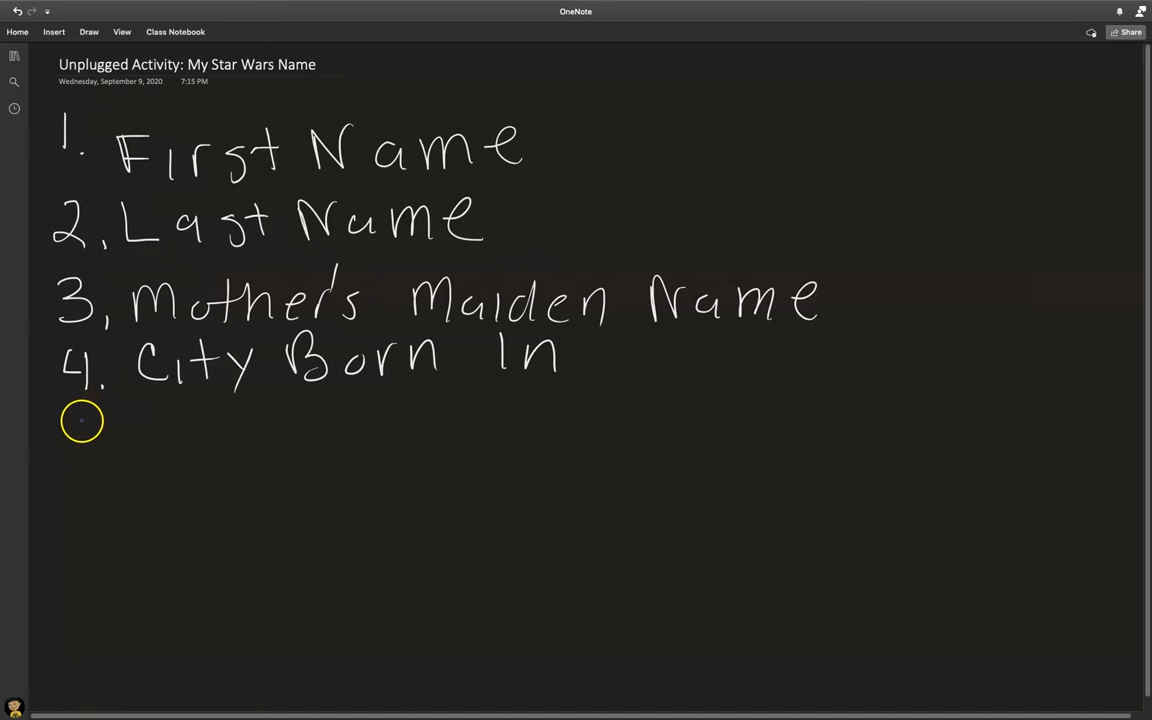 OneNote
Home Insert Draw View Class Notebook Share
Unplugged Activity: My Star Wars Name
Wednesday, September 9, 2020 7:15 PM
1. First Name
2. Last Name
3. Mother's Maiden Name
4. City Born In